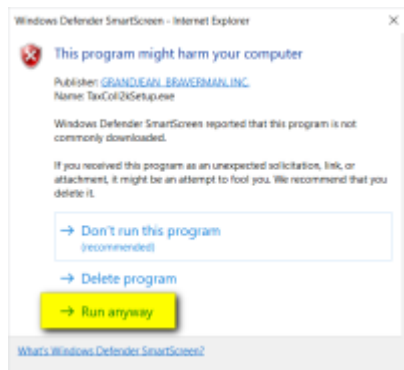 Windows Defender SmartScreen - Internet Explorer
This program might harm your computer
Publisher: GRANDJEAN BRAVERMAN, INC.
Name: TaxColl2kSetup.exe
Windows Defender SmartScreen reported that this program is not
commonly downloaded.
If you received this program as an unexpected solicitation, link, or
attachment, it might be an attempt to fool you. We recommend that you
delete it.
→ Don't run this program
(recommended)
→ Delete program
→ Run anyway
What's Windows Defender SmartScreen?